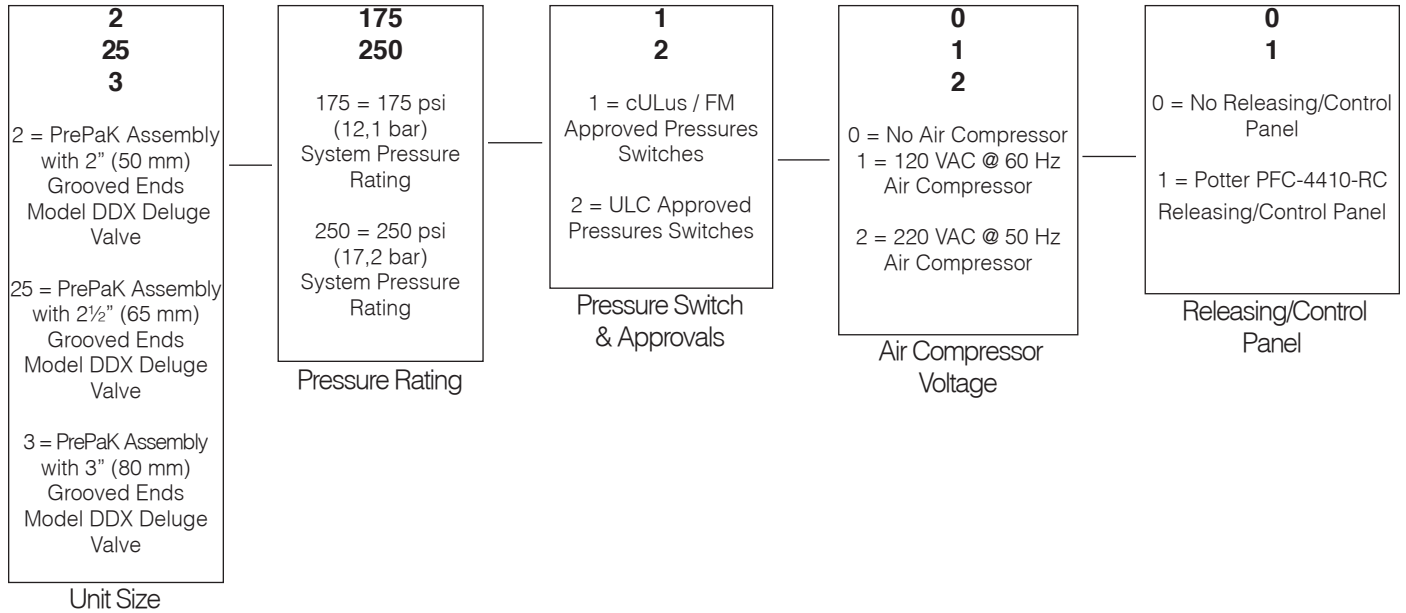 2
25
3
2 = PrePaK Assembly
with 2" (50 mm)
Grooved Ends
Model DDX Deluge
Valve
25 = PrePaK Assembly
with 2½" (65 mm)
Grooved Ends
Model DDX Deluge
Valve
3 = PrePaK Assembly
with 3" (80 mm)
Grooved Ends
Model DDX Deluge
Valve
Unit Size
175
250
175 = 175 psi
(12,1 bar)
System Pressure
Rating
250 = 250 psi
(17,2 bar)
System Pressure
Rating
Pressure Rating
1
2
1 = cULus / FM
Approved Pressures
Switches
2 = ULC Approved
Pressures Switches
Pressure Switch
& Approvals
0
1
2
0 = No Air Compressor
1 = 120 VAC @ 60 Hz
Air Compressor
2 = 220 VAC @ 50 Hz
Air Compressor
Air Compressor
Voltage
0
1
0 = No Releasing/Control
Panel
1 = Potter PFC-4410-RC
Releasing/Control Panel
Releasing/Control
Panel